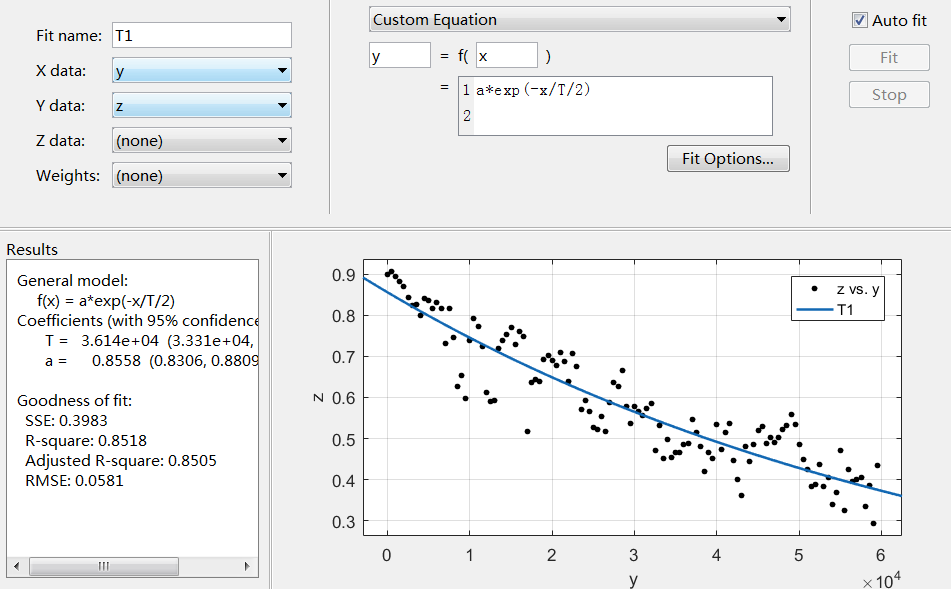 Fit name: T1
X data: y
Y data: z
Z data: (none)
Weights: (none)
Custom Equation
y = f( x )
= 1 a*exp(-x/T/2)
2
Fit Options...
Auto fit
Fit
Stop
Results
General model:
f(x) = a*exp(-x/T/2)
Coefficients (with 95% confidence
T = 3.614e+04 (3.331e+04,
a = 0.8558 (0.8306, 0.8809
Goodness of fit:
SSE: 0.3983
R-square: 0.8518
Adjusted R-square: 0.8505
RMSE: 0.0581
z vs. y
T1
0.9
0.8
0.7
0.6
0.5
0.4
0.3
z
0 1 2 3 4 5 6
y
×10^4